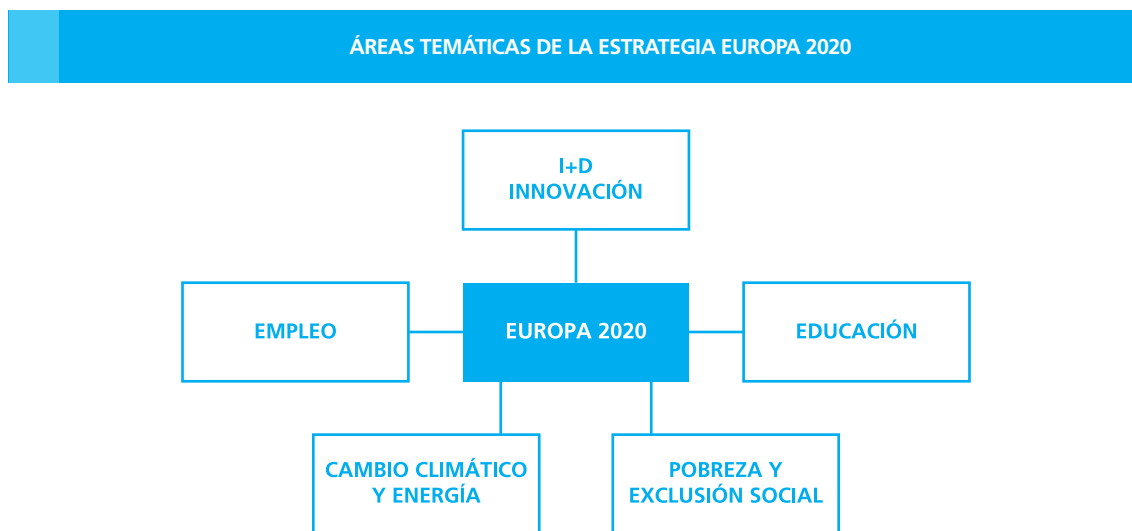 ÁREAS TEMÁTICAS DE LA ESTRATEGIA EUROPA 2020
I+D
INNOVACIÓN
EMPLEO
EUROPA 2020
EDUCACIÓN
CAMBIO CLIMÁTICO
Y ENERGÍA
POBREZA Y
EXCLUSIÓN SOCIAL